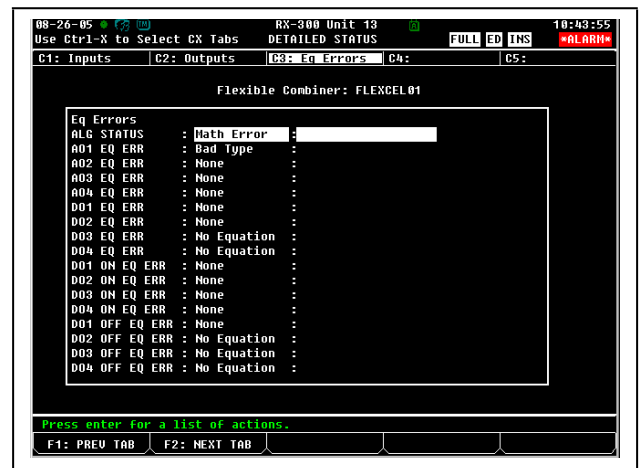 08-26-05 RX-300 Unit 13 10:43:55
Use Ctrl-X to Select CX Tabs DETAILED STATUS FULL ED INS *ALARM*
C1: Inputs C2: Outputs C3: Eq Errors C4: C5:
Flexible Combiner: FLEXCEL01
Eq Errors
ALG STATUS : Math Error :
AO1 EQ ERR : Bad Type :
AO2 EQ ERR : None :
AO3 EQ ERR : None :
AO4 EQ ERR : None :
DO1 EQ ERR : None :
DO2 EQ ERR : None :
DO3 EQ ERR : No Equation :
DO4 EQ ERR : No Equation :
DO1 ON EQ ERR : None :
DO2 ON EQ ERR : None :
DO3 ON EQ ERR : None :
DO4 ON EQ ERR : None :
DO1 OFF EQ ERR : None :
DO2 OFF EQ ERR : No Equation :
DO3 OFF EQ ERR : No Equation :
DO4 OFF EQ ERR : No Equation :
Press enter for a list of actions.
F1: PREV TAB F2: NEXT TAB